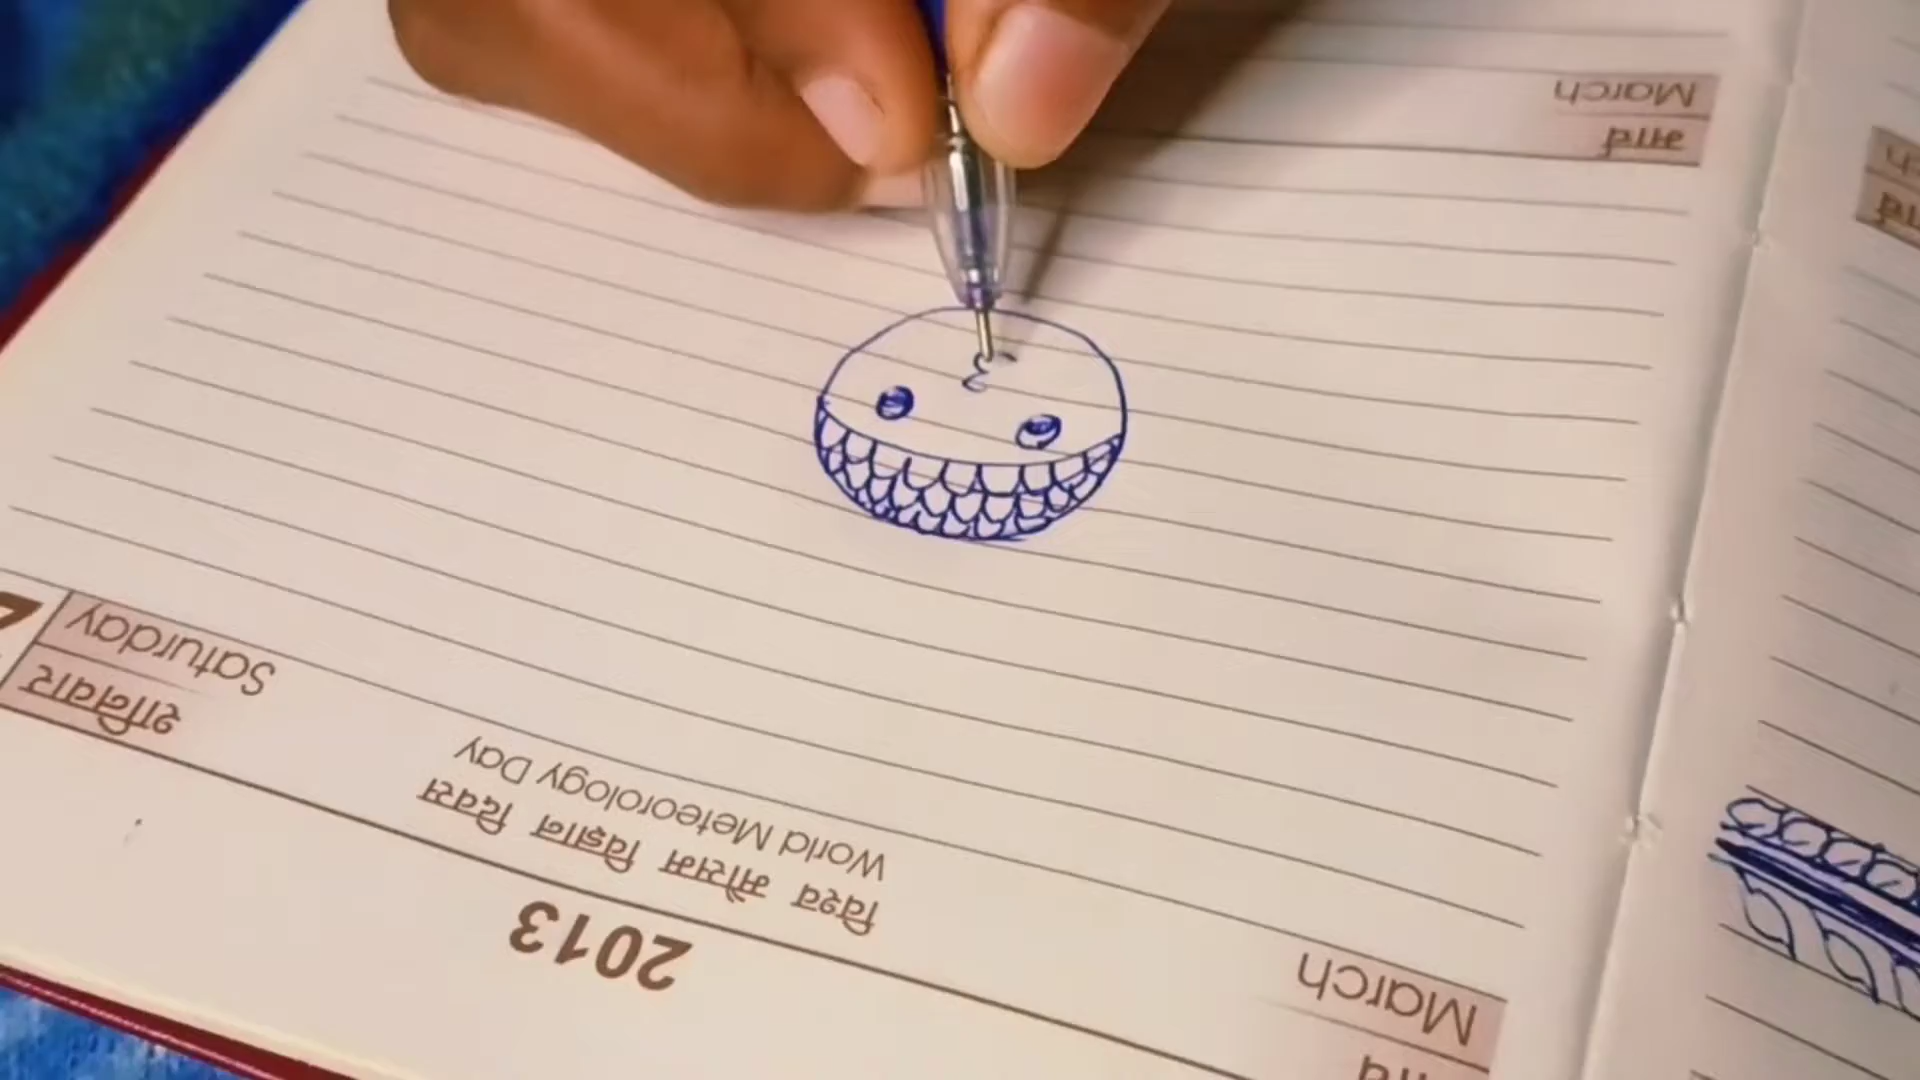 2013
March
मार्च
विश्व मौसम विज्ञान दिवस
World Meteorology Day
शनिवार
Saturday
मार्च
March